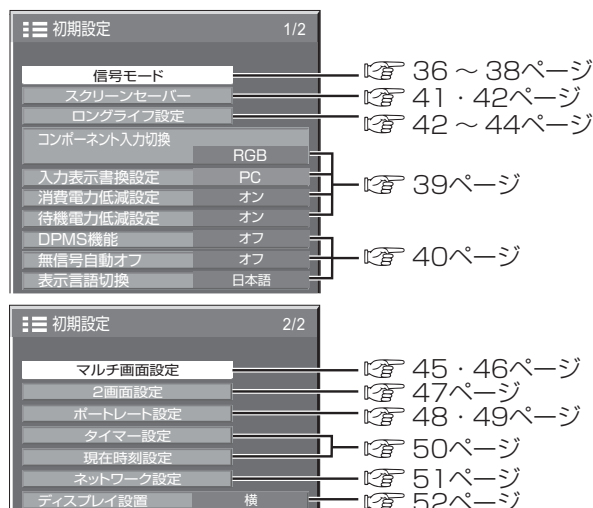 初期設定 1/2
信号モード ☞ 36 ～ 38ページ
スクリーンセーバー ☞ 41・42ページ
ロングライフ設定 ☞ 42 ～ 44ページ
コンポーネント入力切換
RGB
入力表示書換設定 PC ☞ 39ページ
消費電力低減設定 オン
待機電力低減設定 オン
DPMS機能 オフ
無信号自動オフ オフ ☞ 40ページ
表示言語切換 日本語
初期設定 2/2
マルチ画面設定 ☞ 45・46ページ
2画面設定 ☞ 47ページ
ポートレート設定 ☞ 48・49ページ
タイマー設定 ☞ 50ページ
現在時刻設定
ネットワーク設定 ☞ 51ページ
ディスプレイ設置 横 ☞ 52ページ